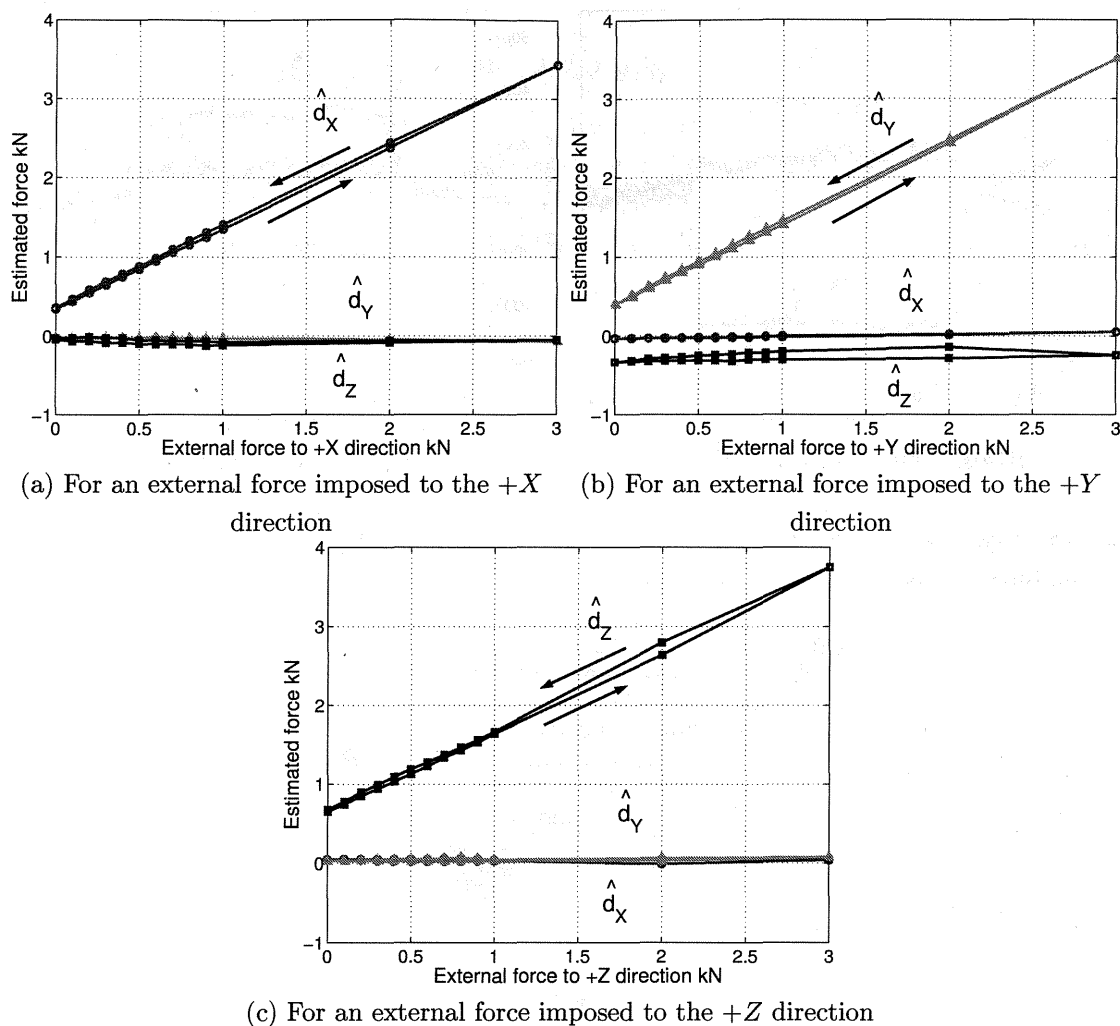 4
3
2
1
0
−1
Estimated force kN
d̂X
d̂Y
d̂Z
0 0.5 1 1.5 2 2.5 3
External force to +X direction kN
(a) For an external force imposed to the +X
direction
4
3
2
1
0
−1
Estimated force kN
d̂Y
d̂X
d̂Z
0 0.5 1 1.5 2 2.5 3
External force to +Y direction kN
(b) For an external force imposed to the +Y
direction
4
3
2
1
0
−1
Estimated force kN
d̂Z
d̂Y
d̂X
0 0.5 1 1.5 2 2.5 3
External force to +Z direction kN
(c) For an external force imposed to the +Z direction